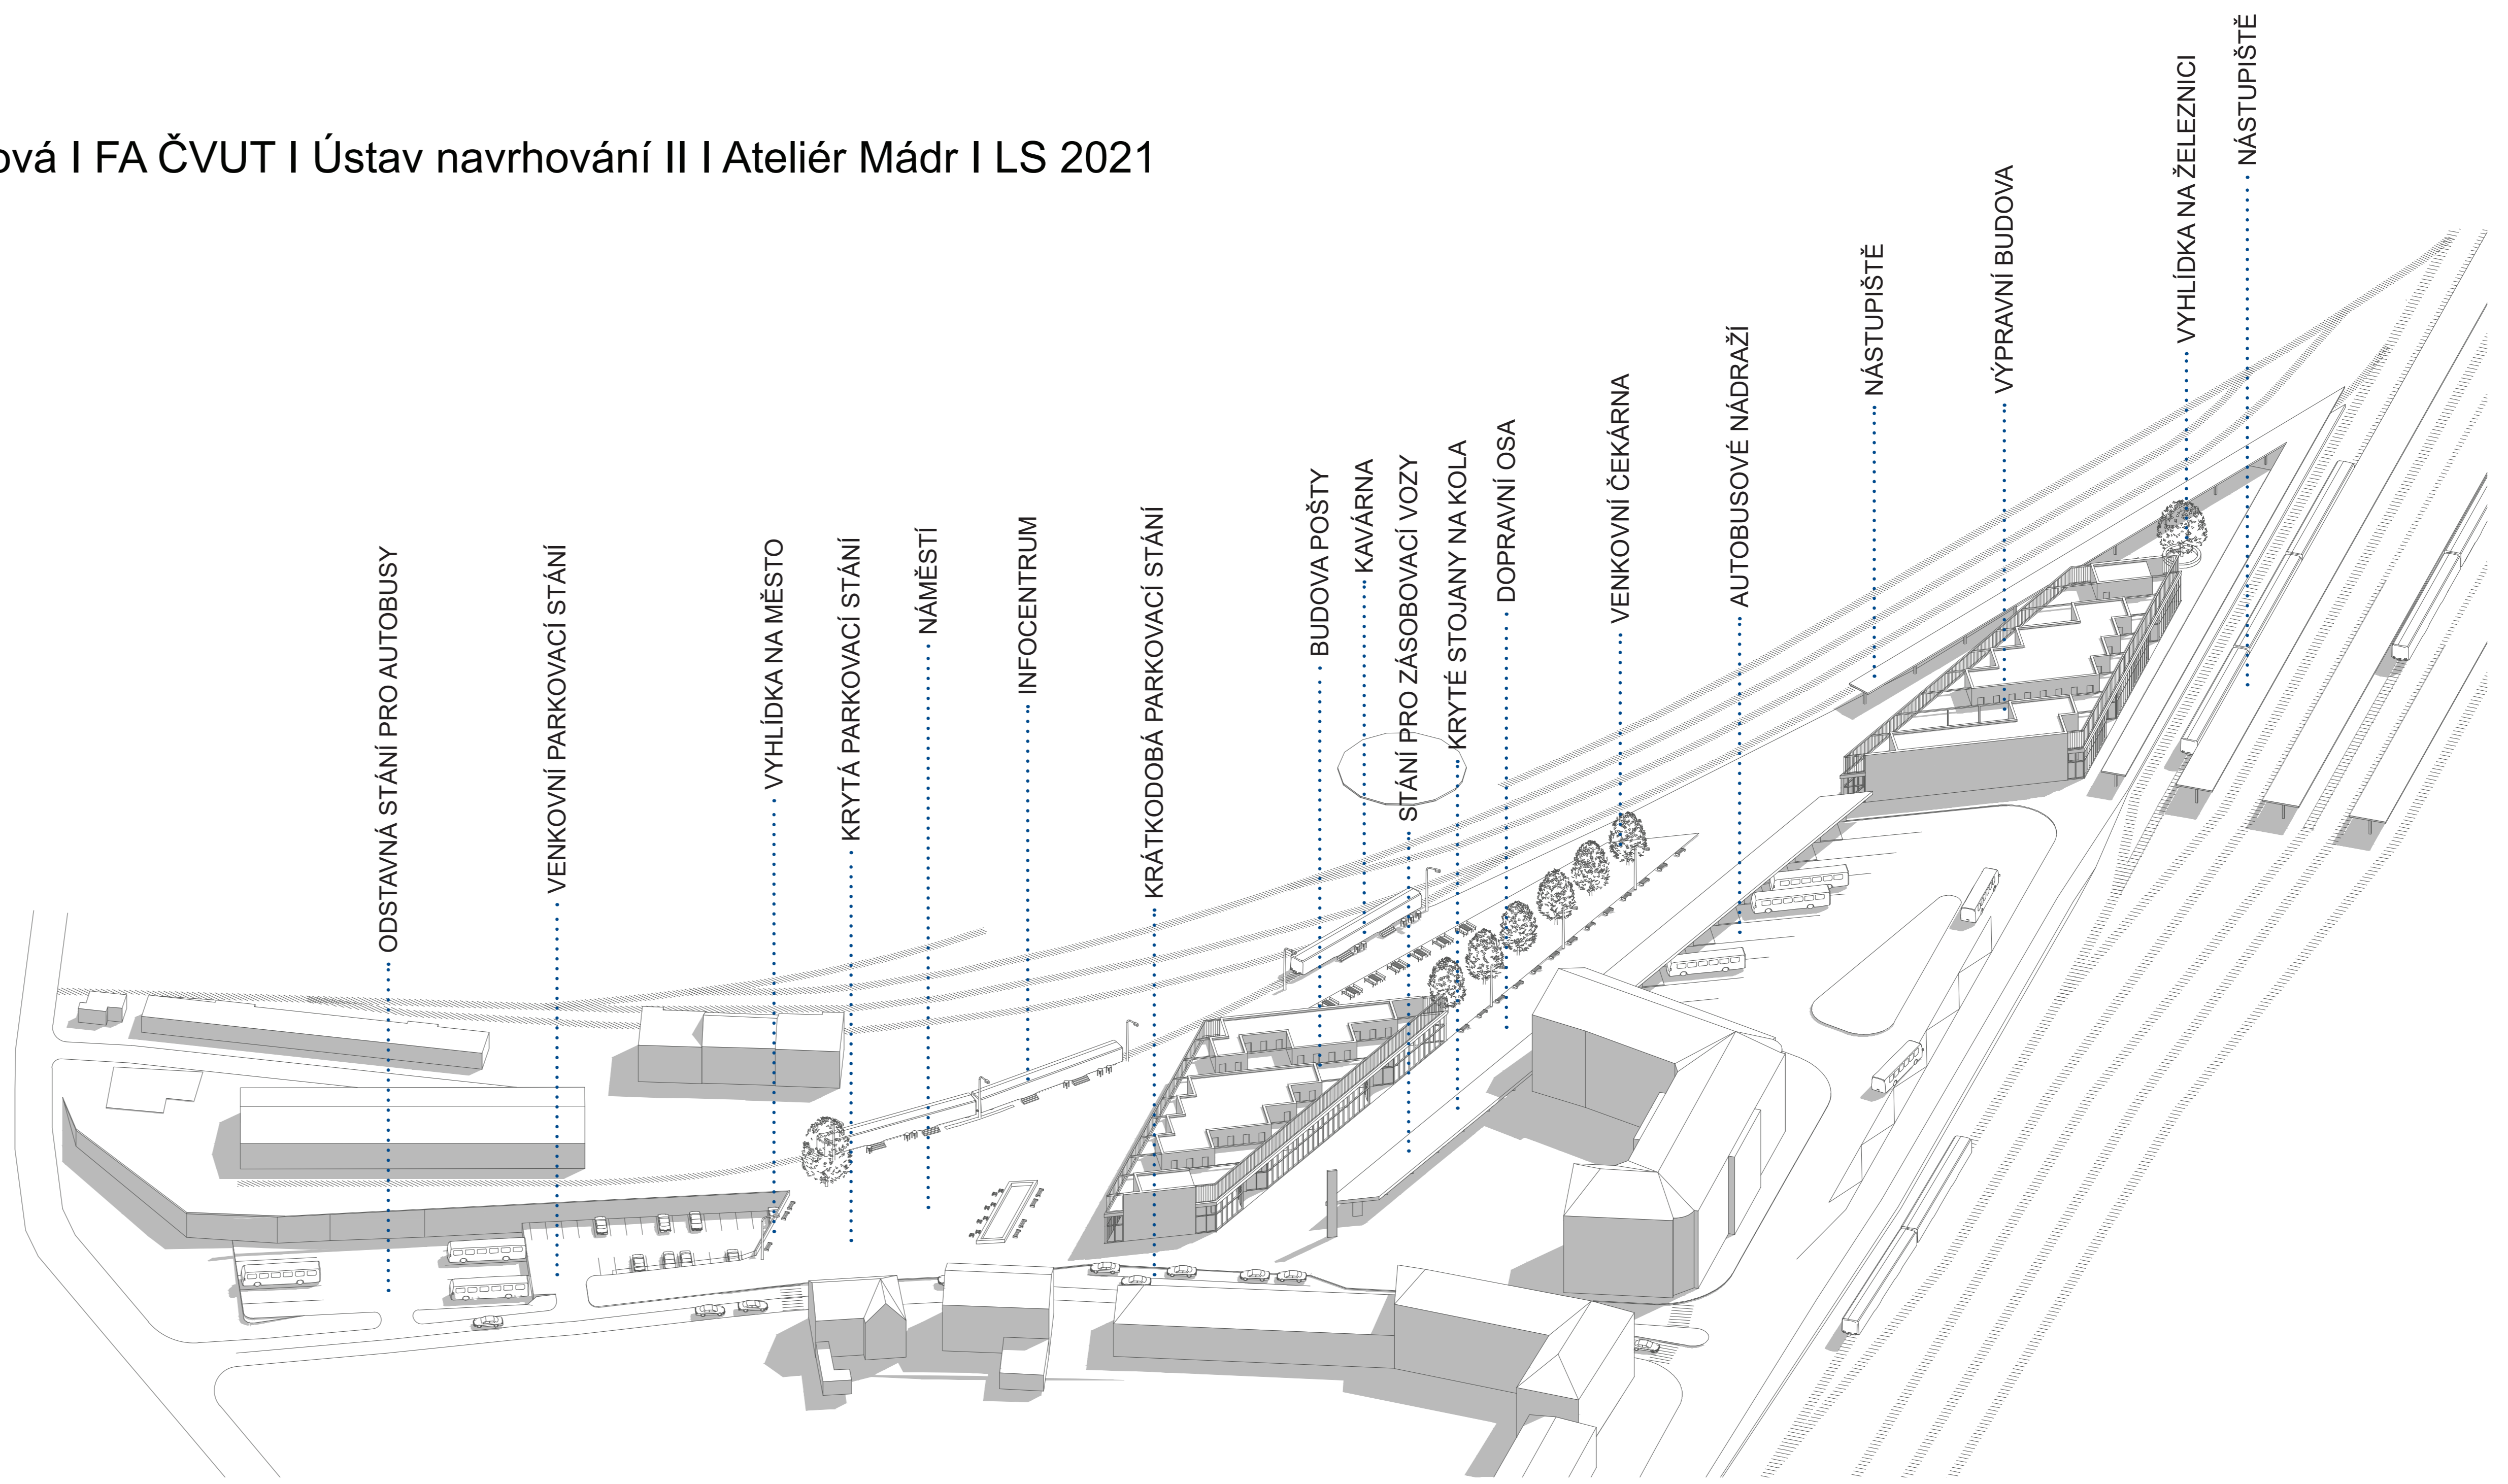 ová I FA ČVUT I Ústav navrhování II I Ateliér Mádr I LS 2021
ODSTAVNÁ STÁNÍ PRO AUTOBUSY
VENKOVNÍ PARKOVACÍ STÁNÍ
VYHLÍDKA NA MĚSTO
KRYTÁ PARKOVACÍ STÁNÍ
NÁMĚSTÍ
INFOCENTRUM
KRÁTKODOBÁ PARKOVACÍ STÁNÍ
BUDOVA POŠTY
KAVÁRNA
STÁNÍ PRO ZÁSOBOVACÍ VOZY
KRYTÉ STOJANY NA KOLA
DOPRAVNÍ OSA
VENKOVNÍ ČEKÁRNA
AUTOBUSOVÉ NÁDRAŽÍ
NÁSTUPIŠTĚ
VÝPRAVNÍ BUDOVA
VYHLÍDKA NA ŽELEZNICI
NÁSTUPIŠTĚ